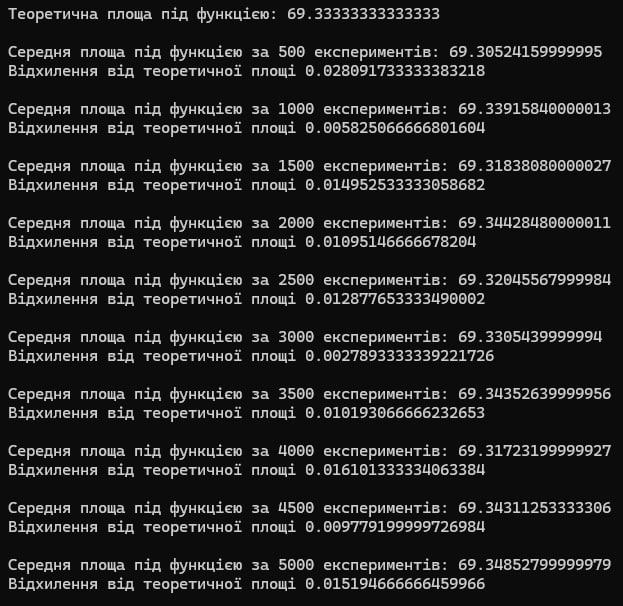 Теоретична площа під функцією: 69.33333333333333
Середня площа під функцією за 500 експериментів: 69.30524159999995
Відхилення від теоретичної площі 0.028091733333383218
Середня площа під функцією за 1000 експериментів: 69.33915840000013
Відхилення від теоретичної площі 0.005825066666801604
Середня площа під функцією за 1500 експериментів: 69.31838080000027
Відхилення від теоретичної площі 0.014952533333058682
Середня площа під функцією за 2000 експериментів: 69.34428480000011
Відхилення від теоретичної площі 0.01095146666678204
Середня площа під функцією за 2500 експериментів: 69.32045567999984
Відхилення від теоретичної площі 0.012877653333490002
Середня площа під функцією за 3000 експериментів: 69.3305439999994
Відхилення від теоретичної площі 0.0027893333339221726
Середня площа під функцією за 3500 експериментів: 69.34352639999956
Відхилення від теоретичної площі 0.010193066666232653
Середня площа під функцією за 4000 експериментів: 69.31723199999927
Відхилення від теоретичної площі 0.016101333334063384
Середня площа під функцією за 4500 експериментів: 69.34311253333306
Відхилення від теоретичної площі 0.009779199999726984
Середня площа під функцією за 5000 експериментів: 69.34852799999979
Відхилення від теоретичної площі 0.015194666666459966